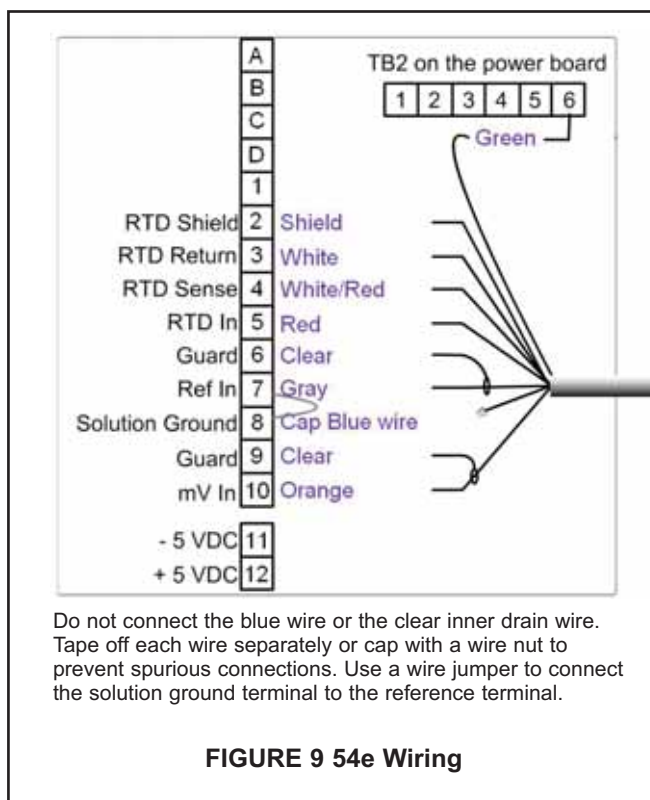 A
B
C
D
1
TB2 on the power board
1 2 3 4 5 6
Green
RTD Shield 2 Shield
RTD Return 3 White
RTD Sense 4 White/Red
RTD In 5 Red
Guard 6 Clear
Ref In 7 Gray
Solution Ground 8 Cap Blue wire
Guard 9 Clear
mV In 10 Orange
- 5 VDC 11
+ 5 VDC 12
Do not connect the blue wire or the clear inner drain wire.
Tape off each wire separately or cap with a wire nut to
prevent spurious connections. Use a wire jumper to connect
the solution ground terminal to the reference terminal.
FIGURE 9 54e Wiring